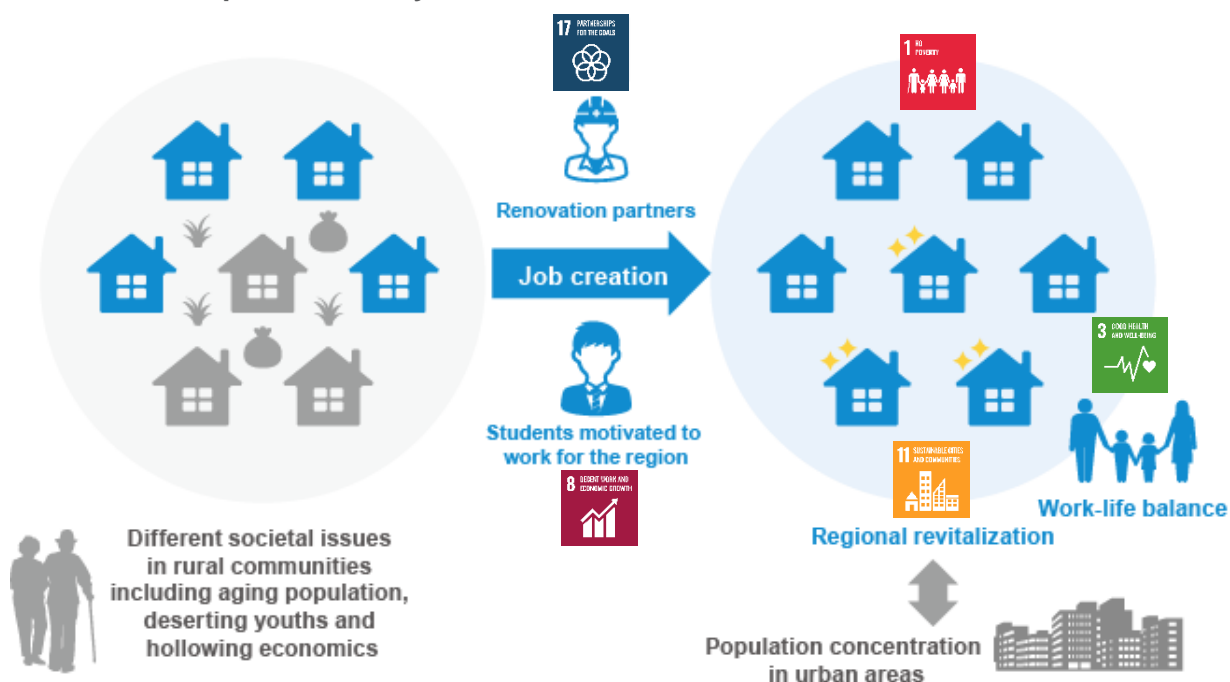 17 PARTNERSHIPS
FOR THE GOALS
1 NO
POVERTY
Renovation partners
Job creation
3 GOOD HEALTH
AND WELL-BEING
Students motivated to
work for the region
8 DECENT WORK AND
ECONOMIC GROWTH
11 SUSTAINABLE CITIES
AND COMMUNITIES
Work-life balance
Regional revitalization
Different societal issues
in rural communities
including aging population,
deserting youths and
hollowing economics
Population concentration
in urban areas